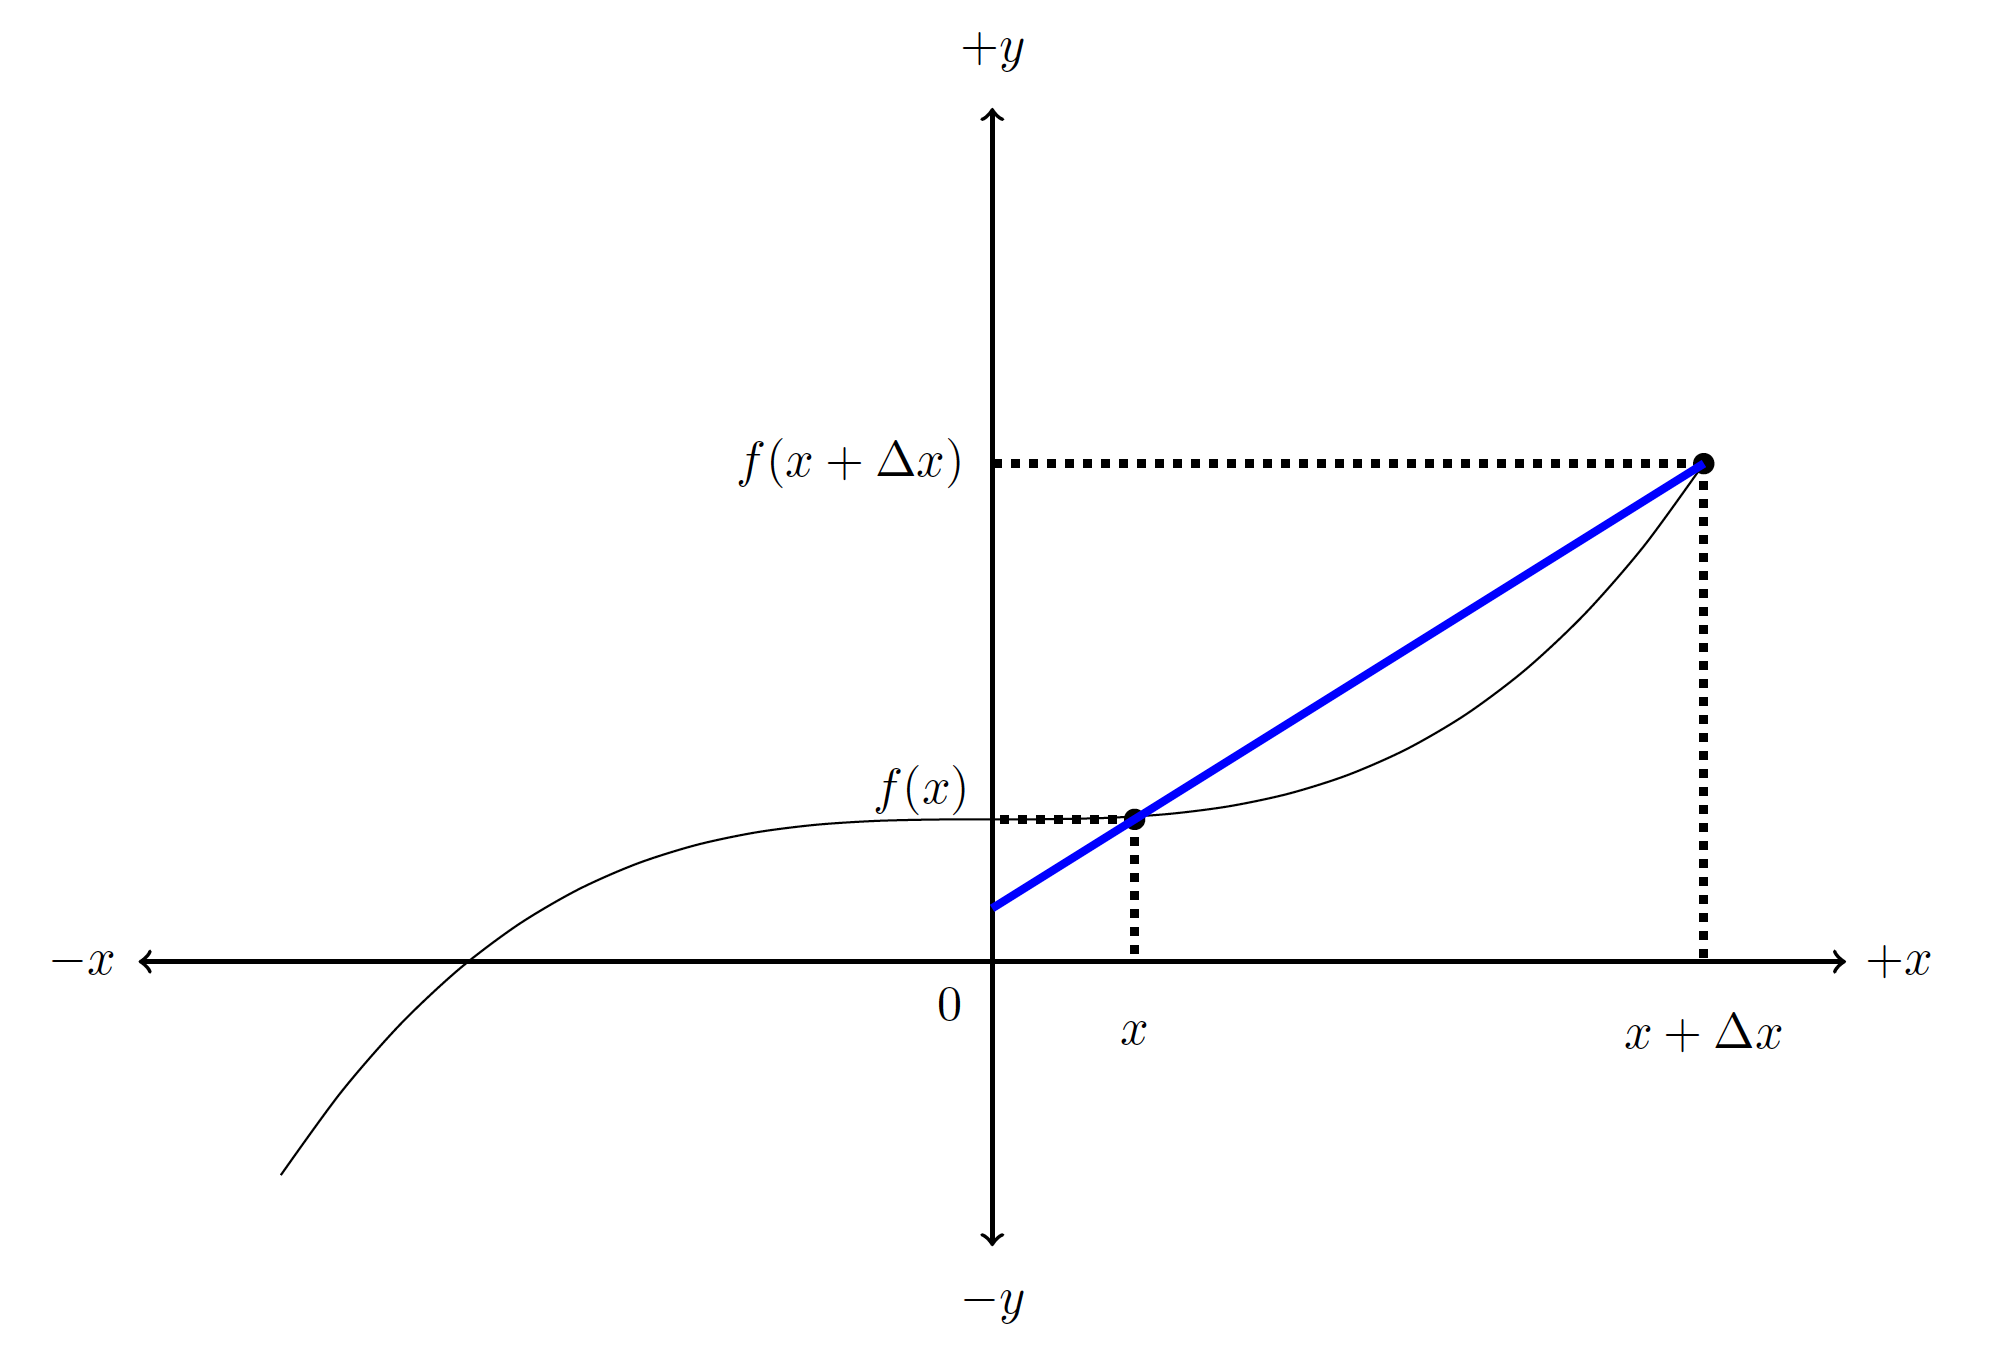 +y
f(x + Δx)
f(x)
−x
+x
0
x
x + Δx
−y